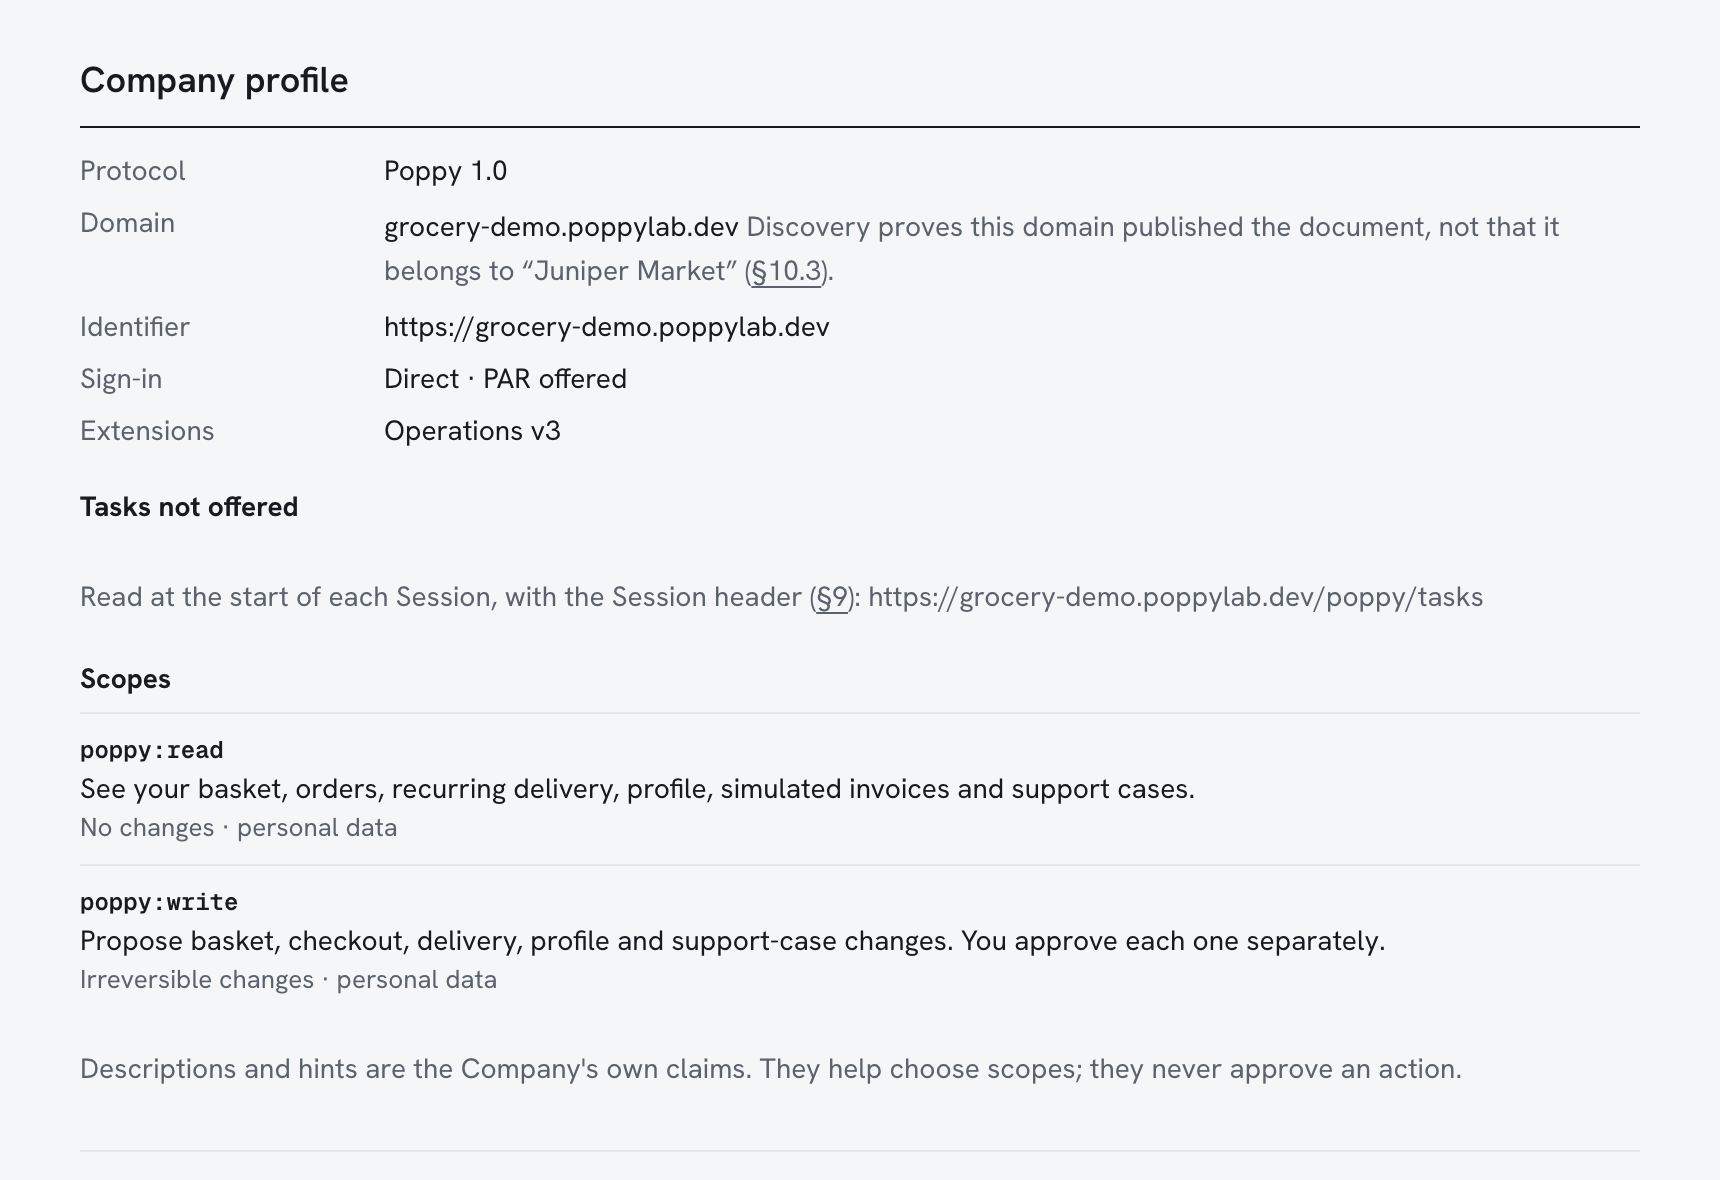 Company profile
Protocol
Poppy 1.0
Domain
grocery-demo.poppylab.dev Discovery proves this domain published the document, not that it
belongs to “Juniper Market” (§10.3).
Identifier
https://grocery-demo.poppylab.dev
Sign-in
Direct · PAR offered
Extensions
Operations v3
Tasks not offered
Read at the start of each Session, with the Session header (§9): https://grocery-demo.poppylab.dev/poppy/tasks
Scopes
poppy:read
See your basket, orders, recurring delivery, profile, simulated invoices and support cases.
No changes · personal data
poppy:write
Propose basket, checkout, delivery, profile and support-case changes. You approve each one separately.
Irreversible changes · personal data
Descriptions and hints are the Company's own claims. They help choose scopes; they never approve an action.